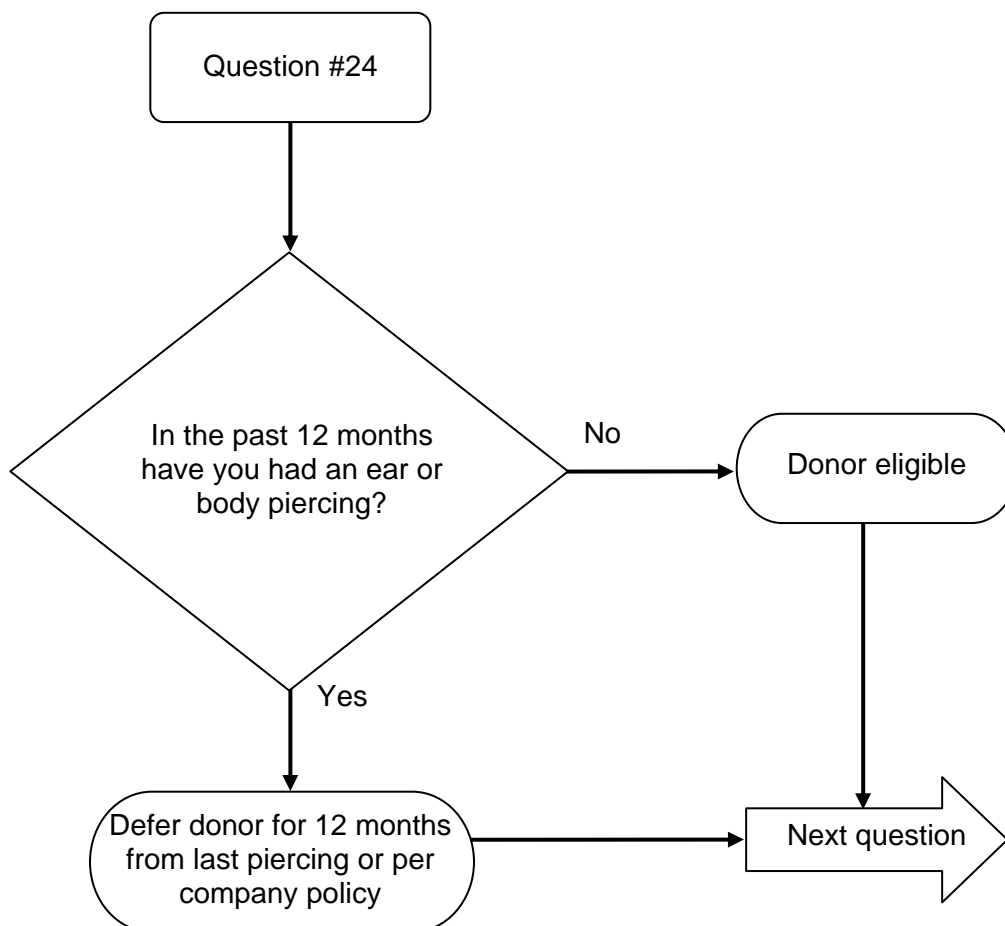 Question #24
In the past 12 months
have you had an ear or
body piercing?
No
Donor eligible
Yes
Defer donor for 12 months
from last piercing or per
company policy
Next question